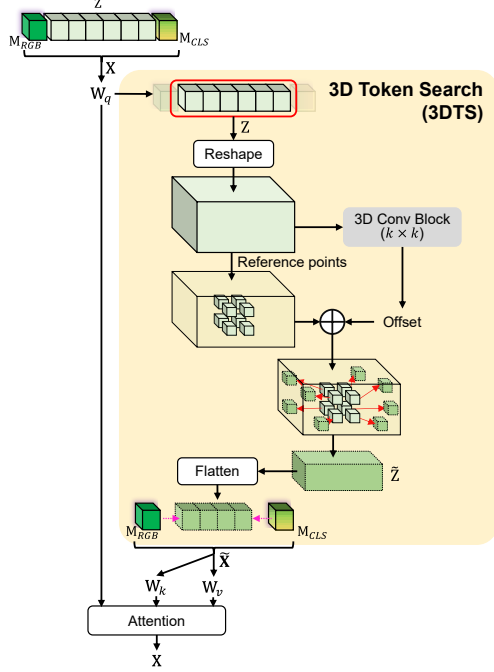 Z
M_RGB
M_CLS
X
W_q
3D Token Search
(3DTS)
Z
Reshape
3D Conv Block
(k × k)
Reference points
Offset
Flatten
Z̃
M_RGB
M_CLS
X̃
W_k
W_v
Attention
X